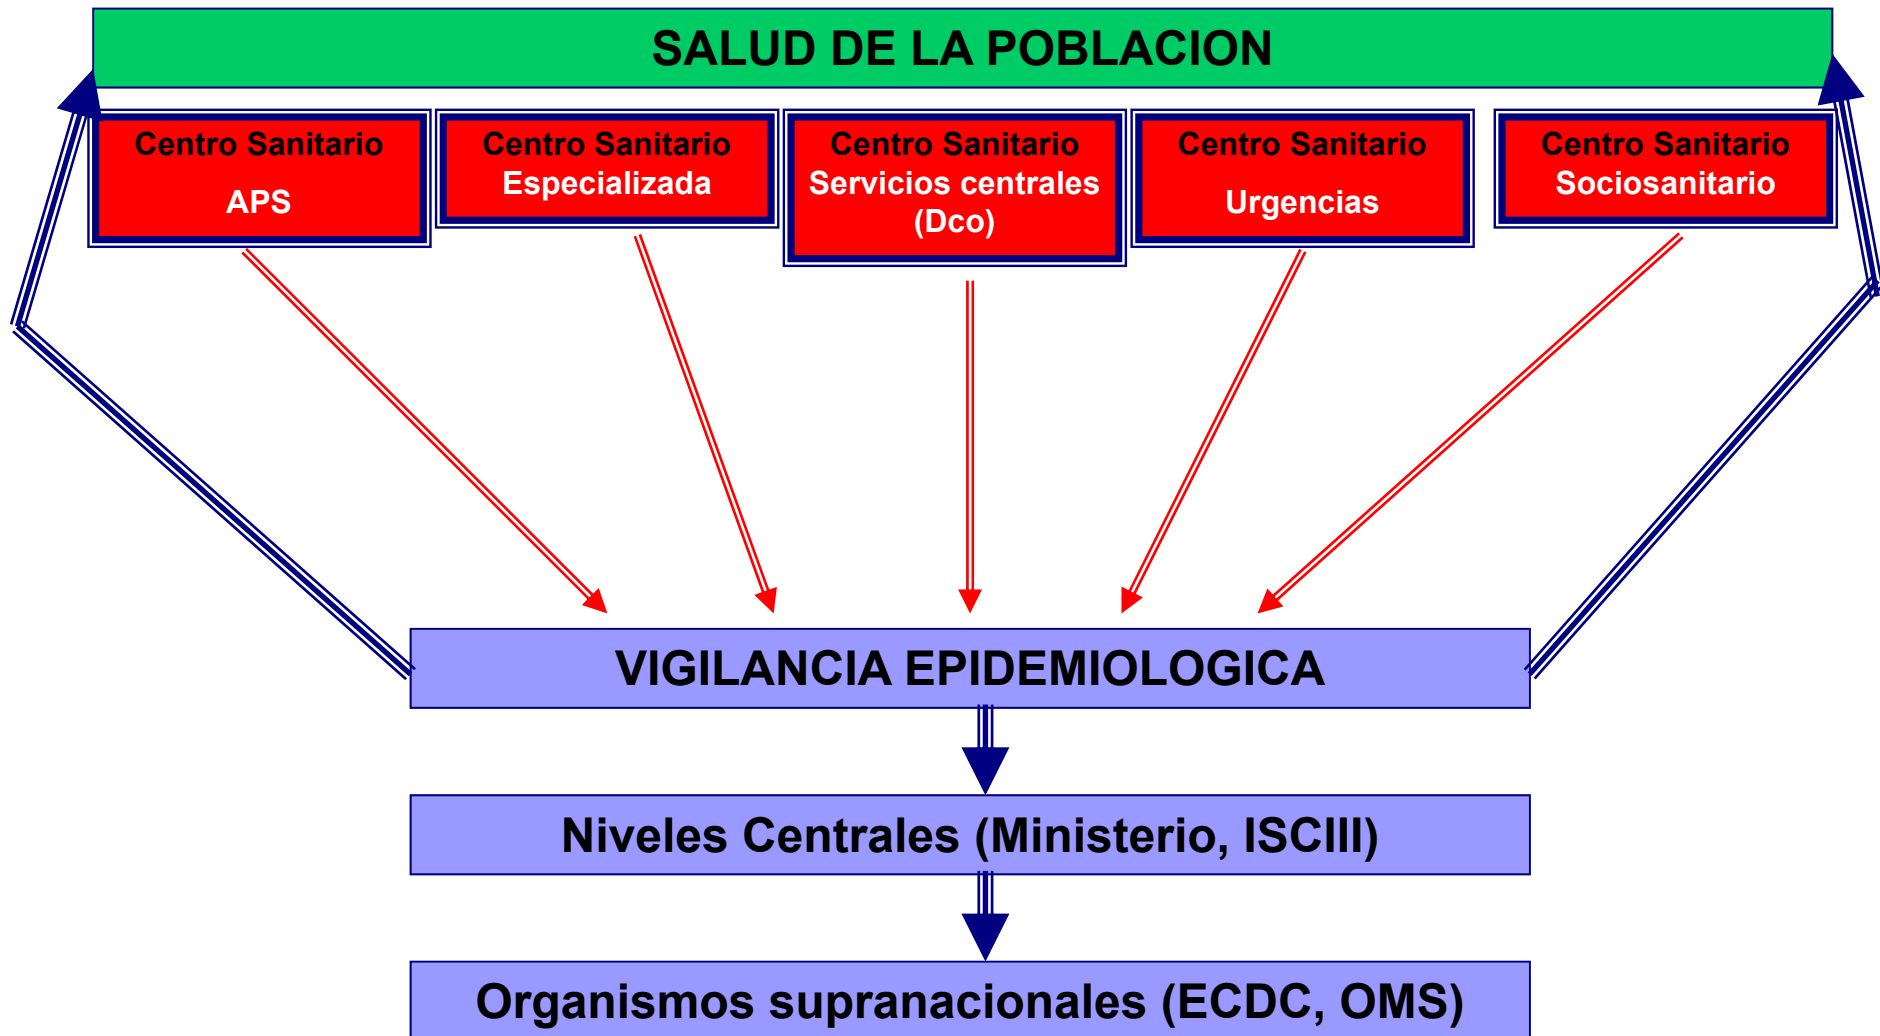 SALUD DE LA POBLACION
Centro Sanitario
APS
Centro Sanitario
Especializada
Centro Sanitario
Servicios centrales
(Dco)
Centro Sanitario
Urgencias
Centro Sanitario
Sociosanitario
VIGILANCIA EPIDEMIOLOGICA
Niveles Centrales (Ministerio, ISCIII)
Organismos supranacionales (ECDC, OMS)